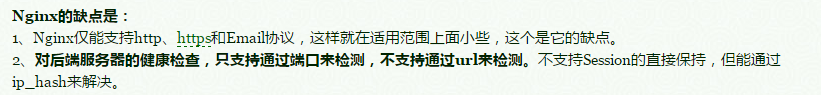 Nginx的缺点是：
1、Nginx仅能支持http、https和Email协议，这样就在适用范围上面小些，这个是它的缺点。
2、对后端服务器的健康检查，只支持通过端口来检测，不支持通过url来检测。不支持Session的直接保持，但能通过
ip_hash来解决。